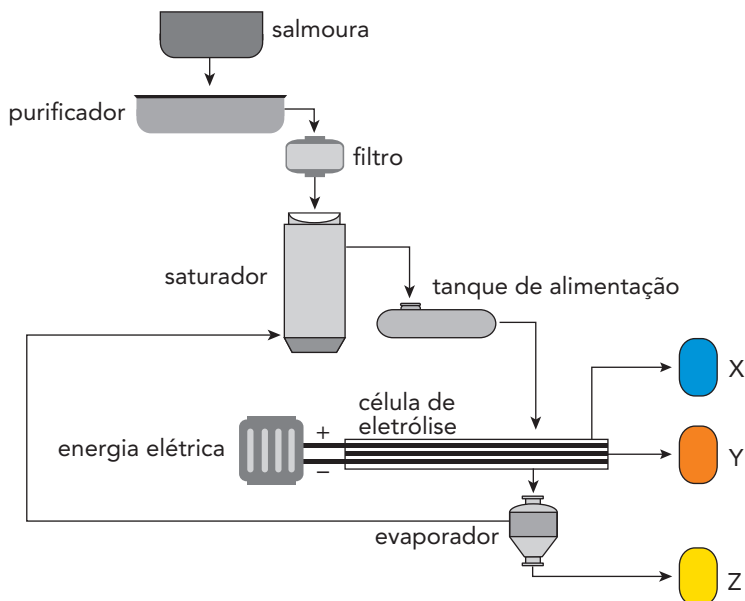 salmoura
purificador
filtro
saturador
tanque de alimentação
X
célula de
eletrólise
energia elétrica
+
−
Y
evaporador
Z